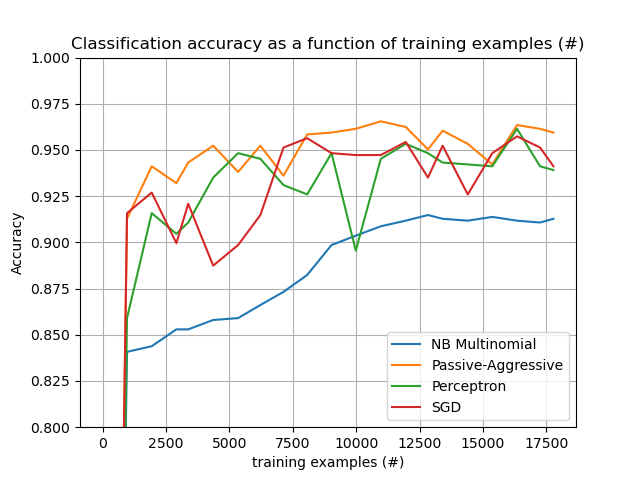 Classification accuracy as a function of training examples (#)
1.000
0.975
0.950
0.925
0.900
0.875
0.850
0.825
0.800
Accuracy
NB Multinomial
Passive-Aggressive
Perceptron
SGD
0 2500 5000 7500 10000 12500 15000 17500
training examples (#)